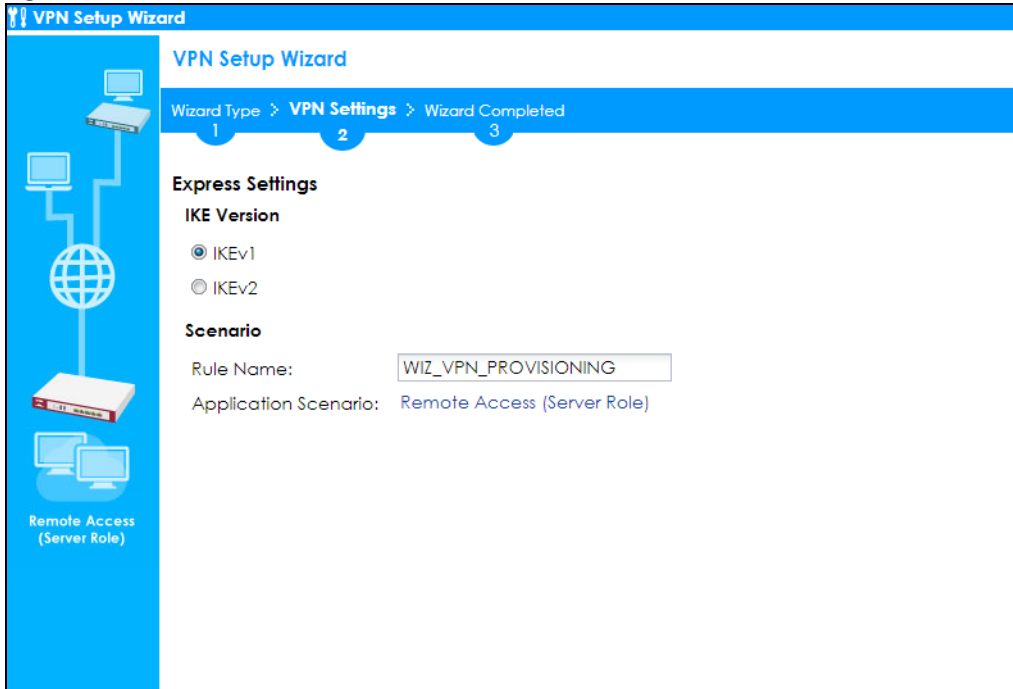 VPN Setup Wizard
VPN Setup Wizard
Wizard Type > VPN Settings > Wizard Completed
1 2 3
Express Settings
IKE Version
IKEv1
IKEv2
Scenario
Rule Name: WIZ_VPN_PROVISIONING
Application Scenario: Remote Access (Server Role)
Remote Access
(Server Role)